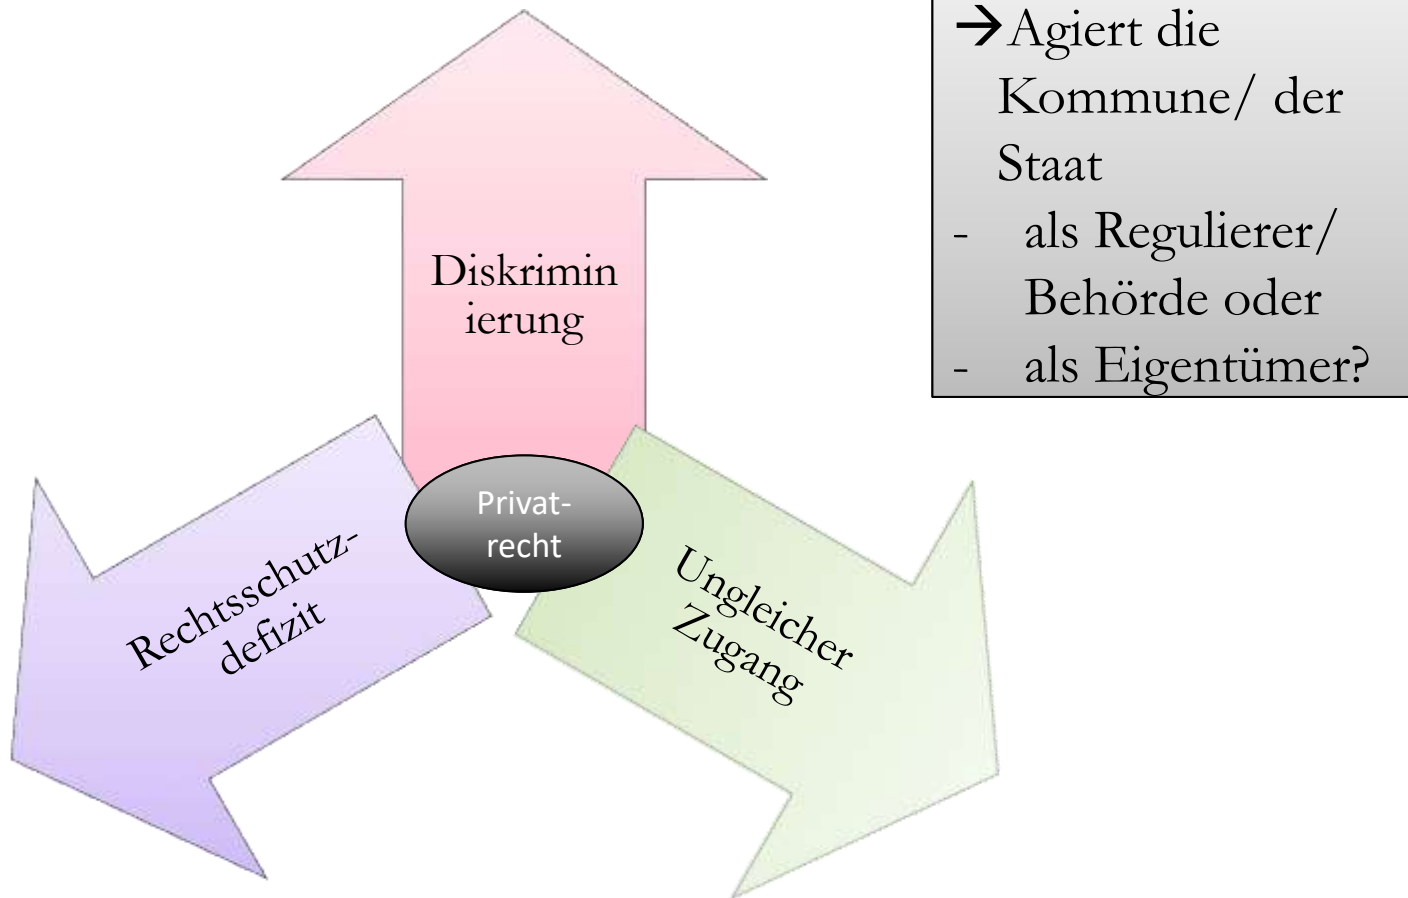 →Agiert die
Kommune/ der
Staat
- als Regulierer/
Behörde oder
- als Eigentümer?
Diskrimin
ierung
Privat-
recht
Rechtsschutz-
defizit
Ungleicher
Zugang